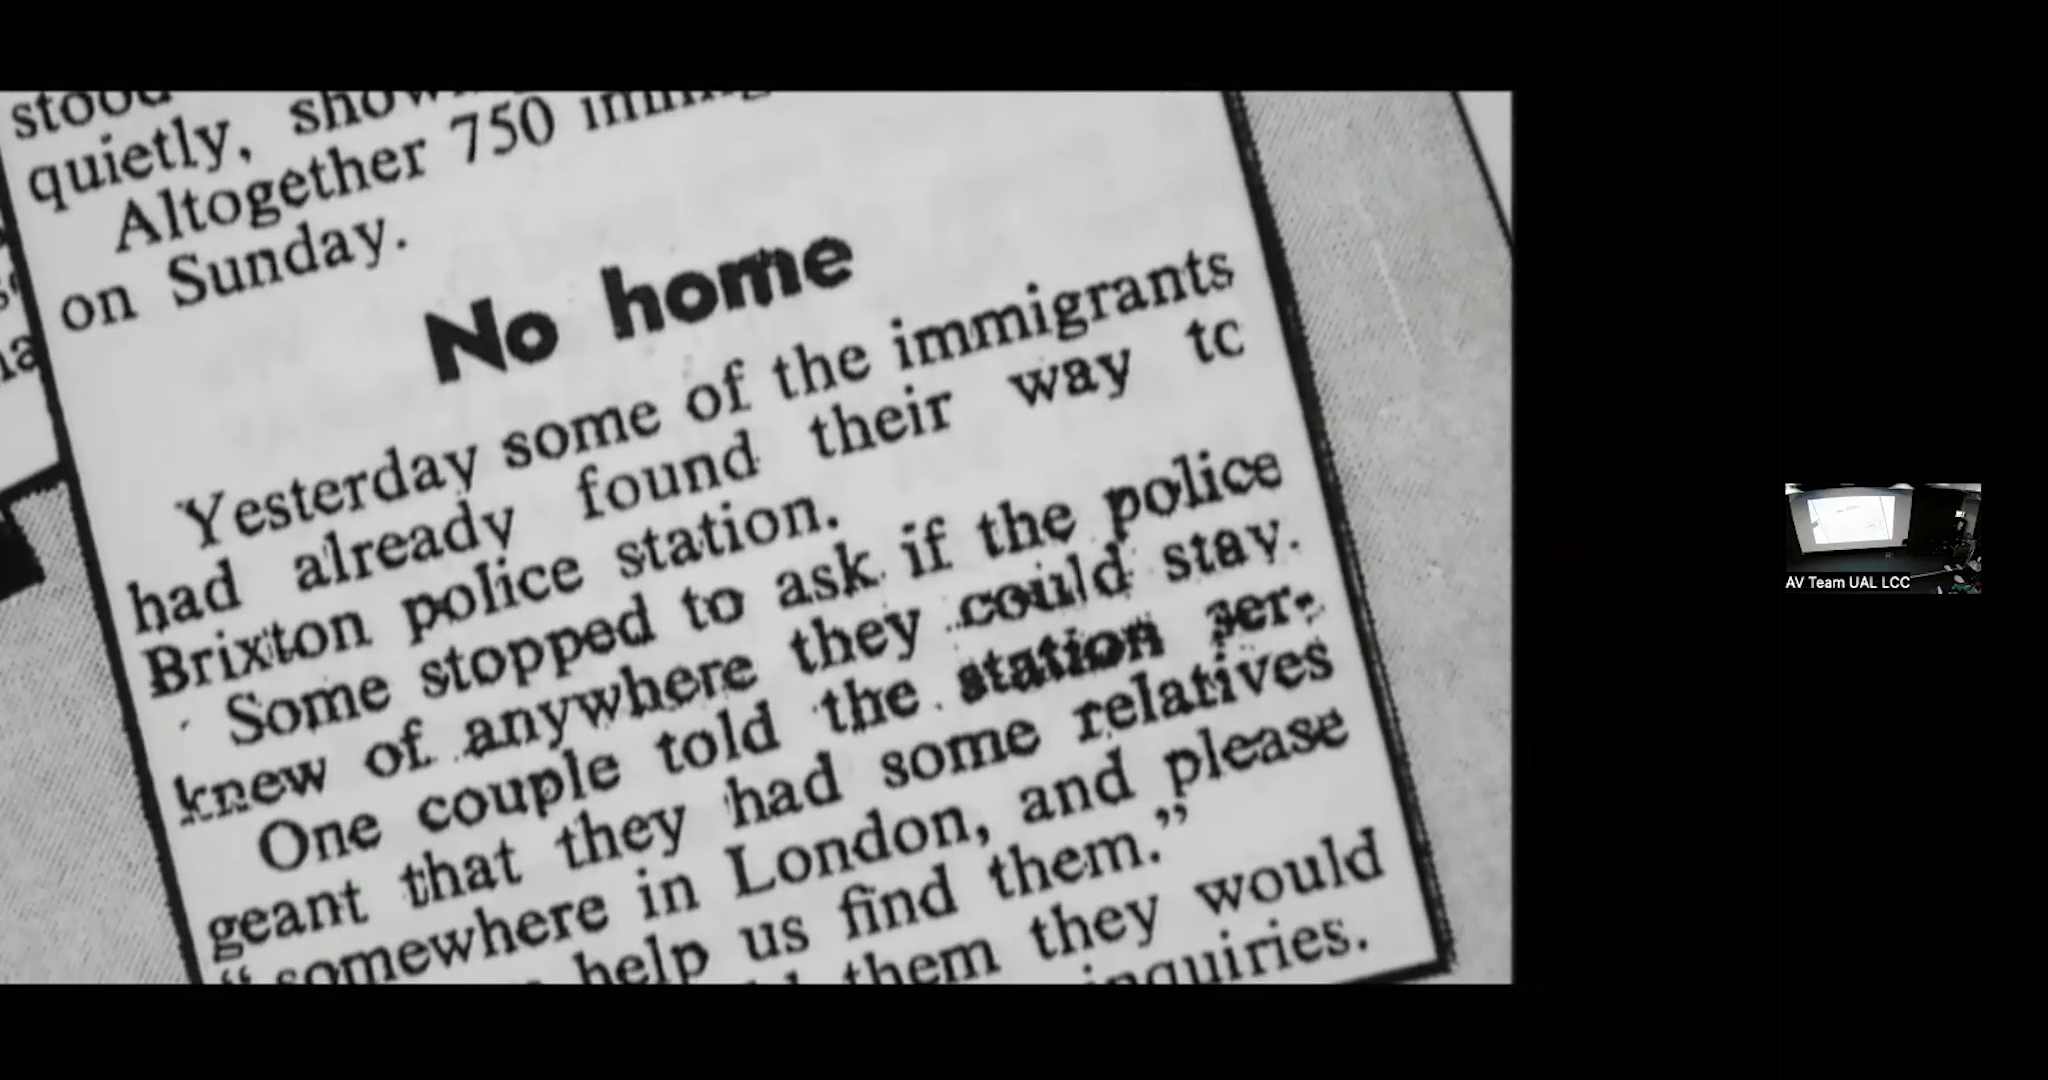 stood
quietly,
Altogether 750
on Sunday.
No home
Yesterday some of the immigrants
had already found their way tc
Brixton police station.
Some stopped to ask if the police
knew of anywhere they could stay.
One couple told the station ser-
geant that they had some relatives
“somewhere in London, and please
help us find them.”
them they would
inquiries.
AV Team UAL LCC